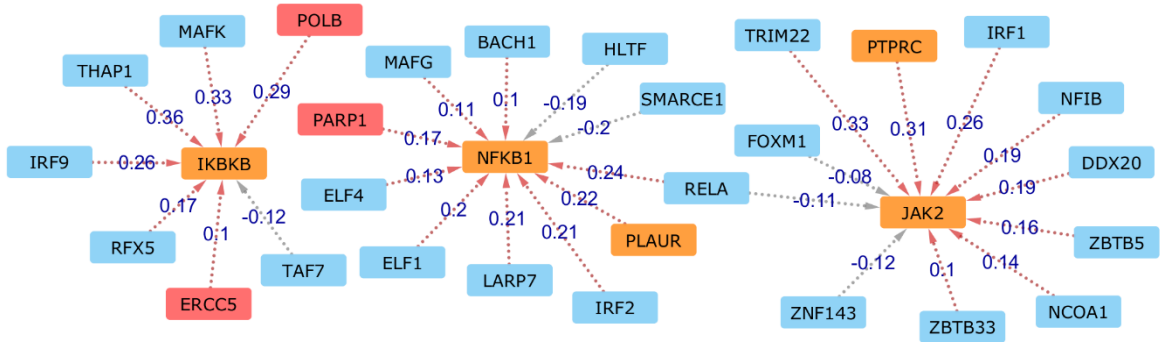 POLB
MAFK
THAP1
0.29
0.33
0.36
IRF9
0.26
IKBKB
0.17
0.1
-0.12
RFX5
TAF7
ERCC5
BACH1
HLTF
MAFG
SMARCE1
PARP1
0.11
0.1
-0.19
-0.2
0.17
NFKB1
0.24
RELA
ELF4
0.13
0.2
0.21
0.21
0.22
PLAUR
ELF1
LARP7
IRF2
TRIM22
PTPRC
IRF1
NFIB
FOXM1
0.33
0.31
0.26
0.19
DDX20
-0.08
0.19
-0.11
JAK2
0.16
ZBTB5
-0.12
0.1
0.14
ZNF143
ZBTB33
NCOA1